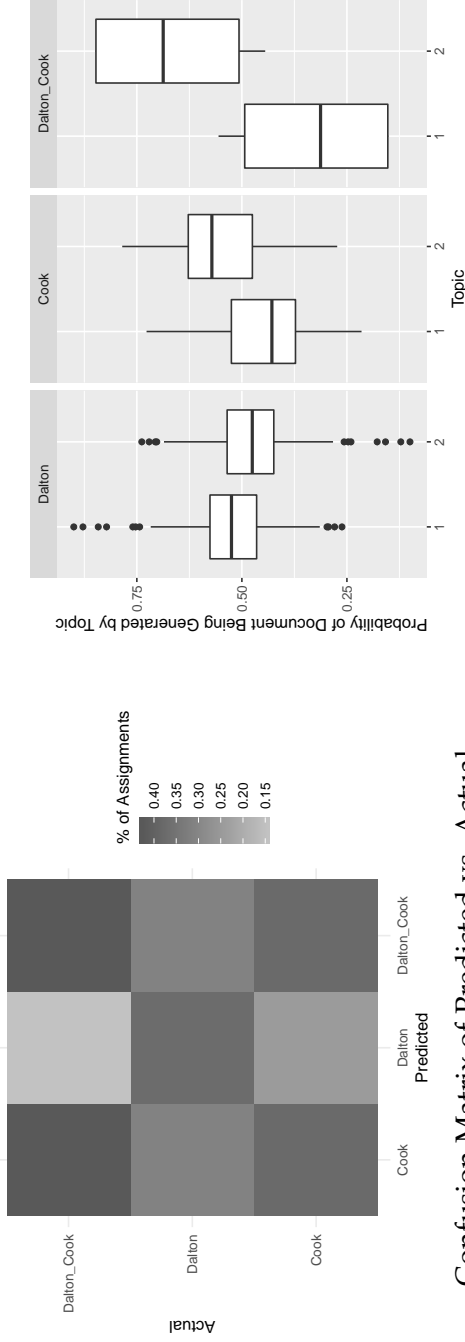 Dalton_Cook
Dalton
Cook
Actual
Cook
Dalton
Dalton_Cook
Predicted
% of Assignments
0.40
0.35
0.30
0.25
0.20
0.15
Confusion Matrix of Predicted vs. Actual
Dalton
Cook
Dalton_Cook
0.75
0.50
0.25
Probability of Document Being Generated by Topic
1
2
1
2
1
2
Topic